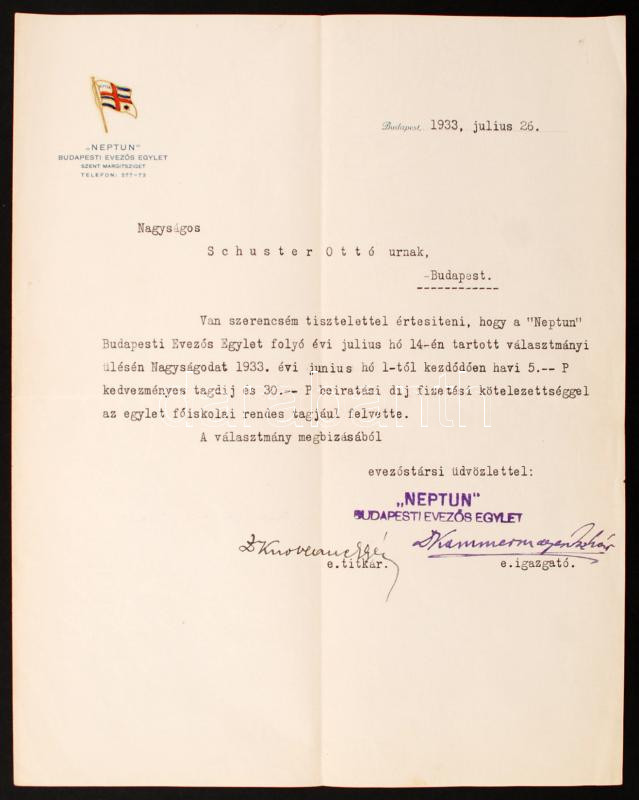 „NEPTUN"
BUDAPESTI EVEZŐS EGYLET
SZENT MARGITSZIGET
TELEFON: 277-73
Budapest, 1933, julius 26.
Nagyságos
Schuster Ottó urnak,
-Budapest.
Van szerencsém tisztelettel értesiteni, hogy a "Neptun"
Budapesti Evezős Egylet folyó évi julius hó 14-én tartott választmányi
ülésén Nagyságodat 1933. évi junius hó 1-tól kezdődően havi 5.-- P
kedvezményes tagdij és 30.-- P beiratási dij fizetési kötelezettséggel
az egylet főiskolai rendes tagjául felvette.
A választmány megbizásából
evezőstársi üdvözlettel:
„NEPTUN"
BUDAPESTI EVEZŐS EGYLET
e.titkár.
e.igazgató.
darabanth